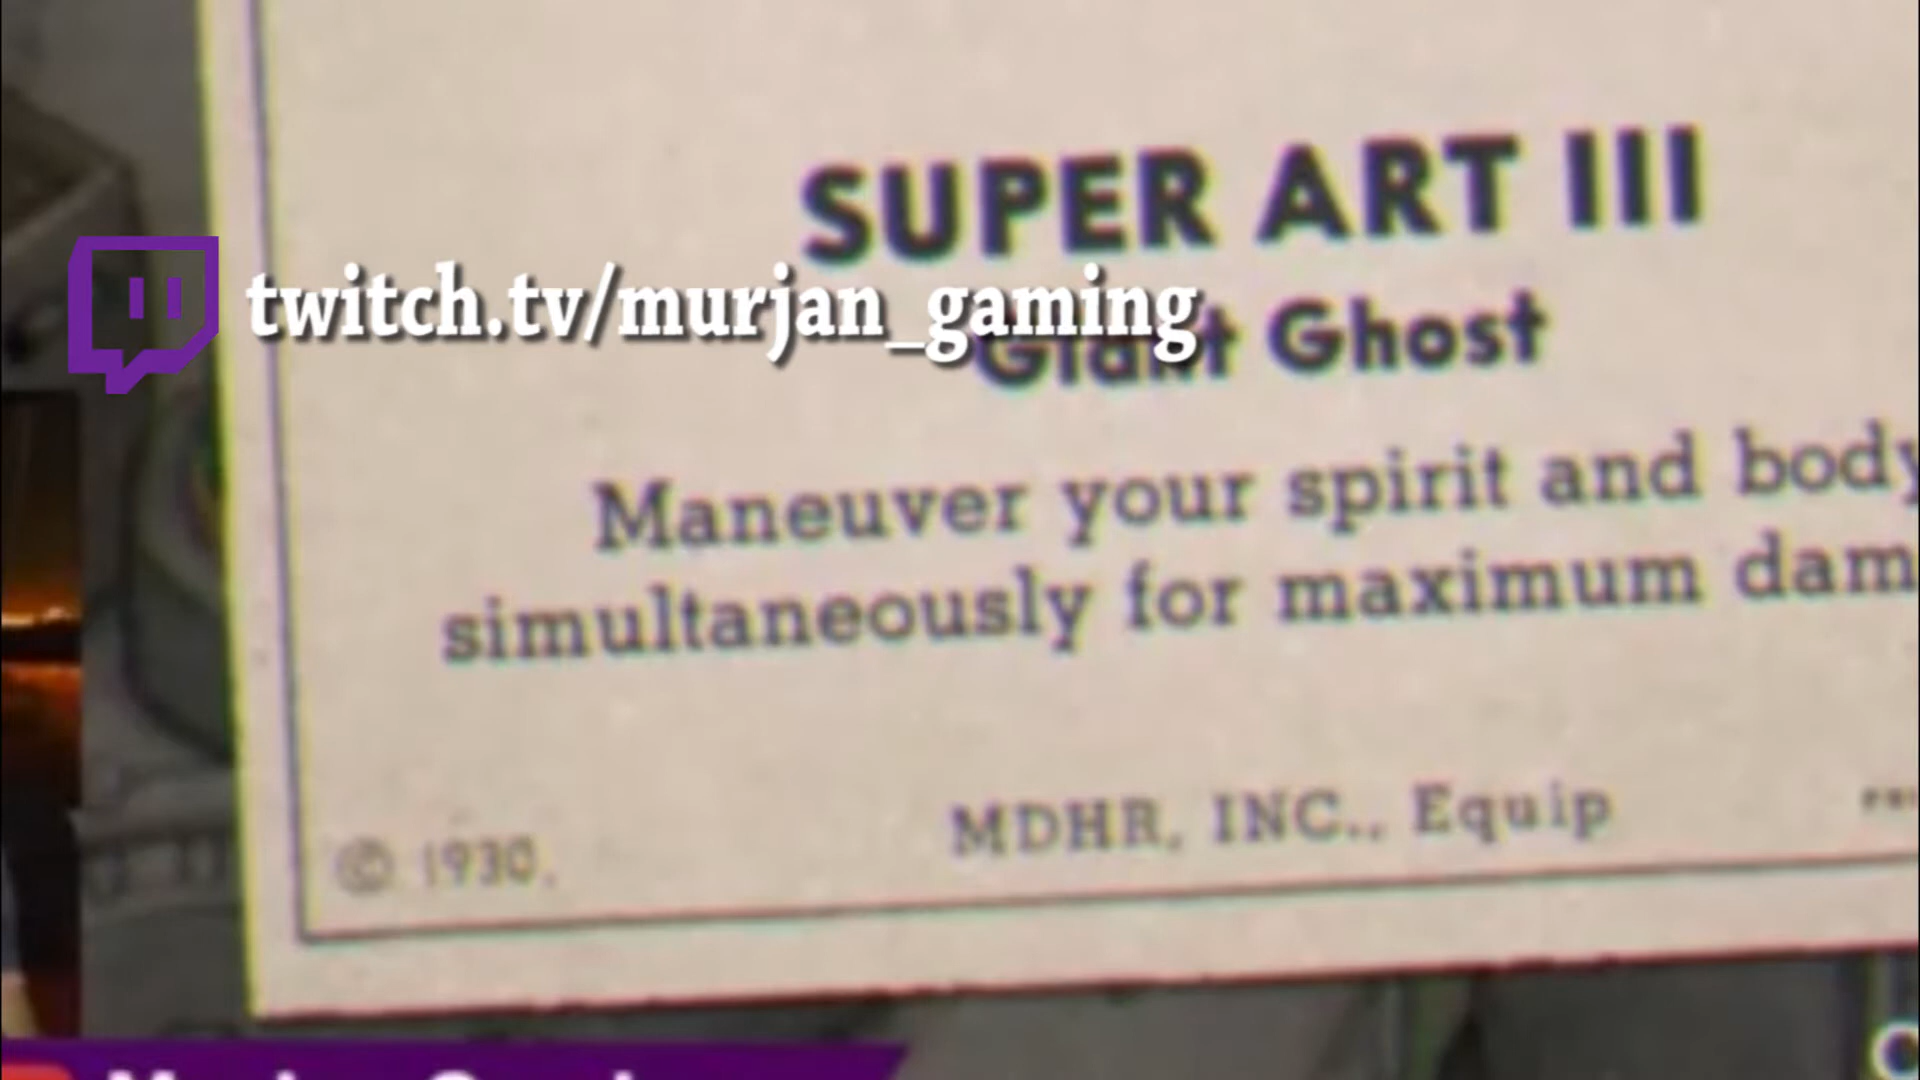 SUPER ART III
twitch.tv/murjan_gaming
Giant Ghost
Maneuver your spirit and body
simultaneously for maximum
MDHR, INC., Equip
© 1930.